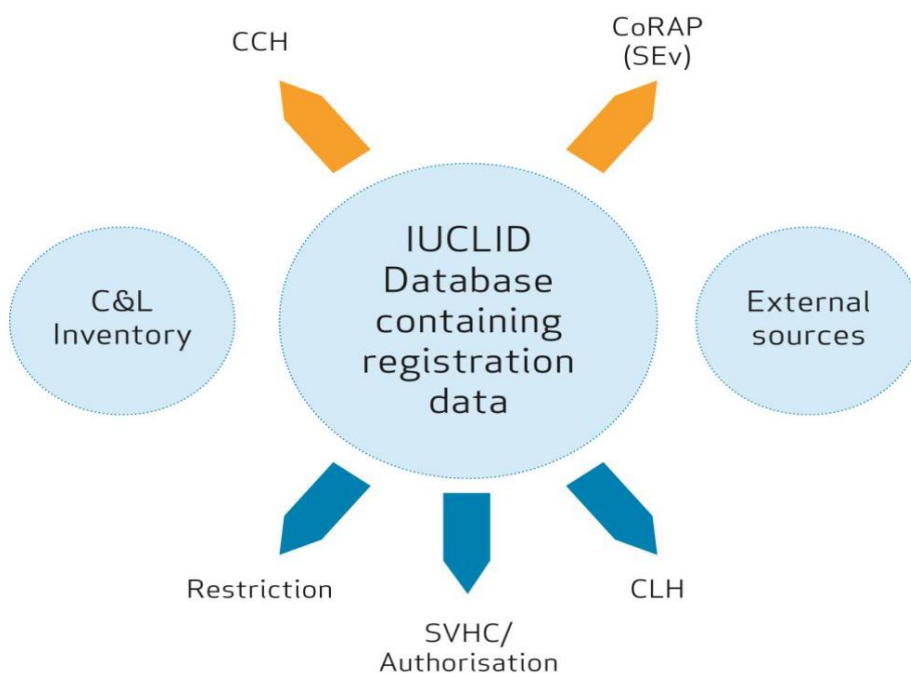 CCH
CoRAP
(SEv)
IUCLID
Database
containing
registration
data
C&L
Inventory
External
sources
Restriction
SVHC/
Authorisation
CLH